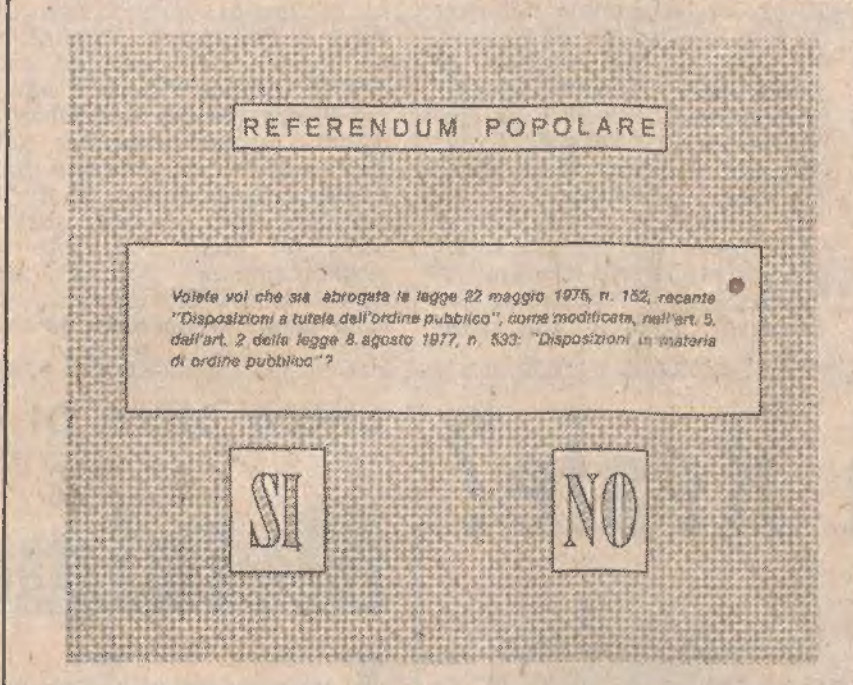 REFERENDUM POPOLARE
Volete voi che sia abrogata la legge 22 maggio 1975, n. 152, recante
"Disposizioni a tutela dell'ordine pubblico", come modificata, nell'art. 5,
dall'art. 2 della legge 8 agosto 1977, n. 533: "Disposizioni in materia
di ordine pubblico"?
SI NO